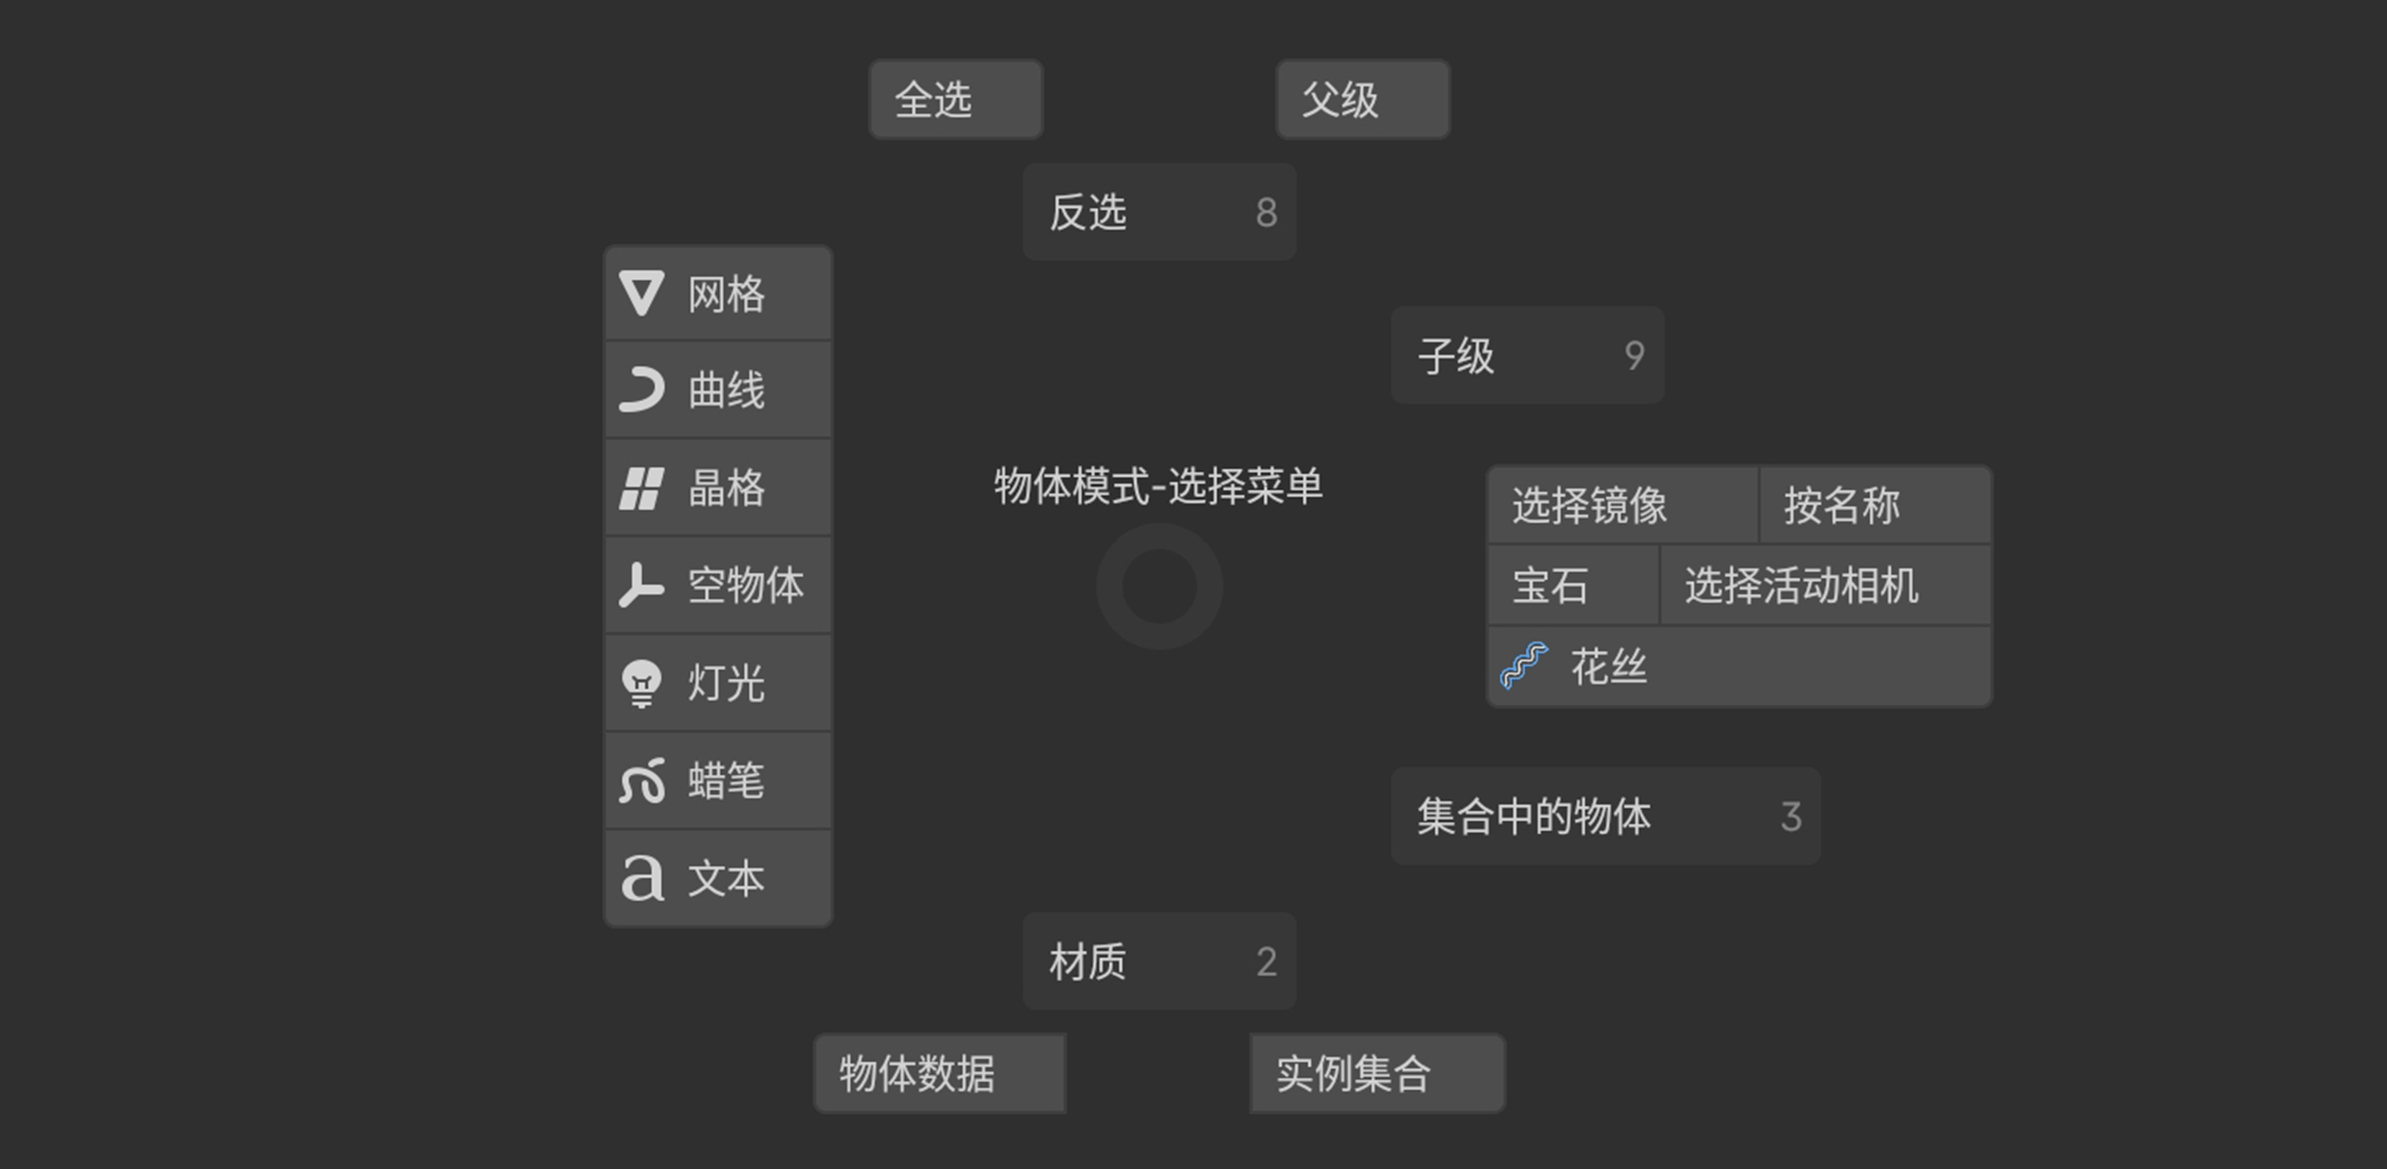 全选
父级
反选 8
网格
曲线
晶格
空物体
灯光
蜡笔
文本
子级 9
物体模式-选择菜单
选择镜像 按名称
宝石 选择活动相机
花丝
集合中的物体 3
材质 2
物体数据
实例集合